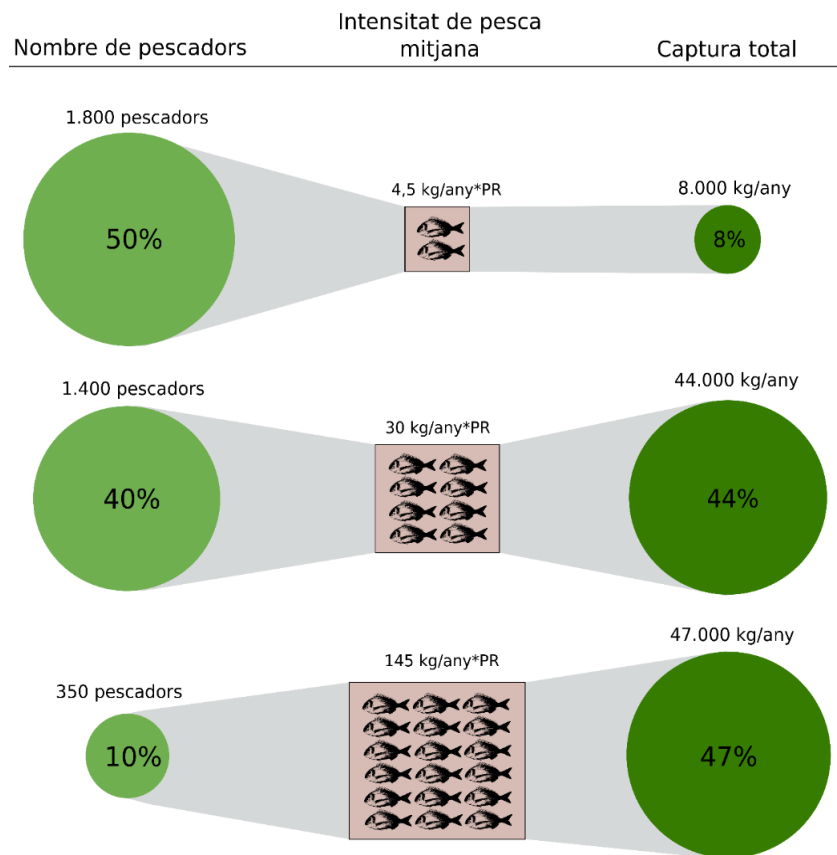 Nombre de pescadors
Intensitat de pesca
mitjana
Captura total
1.800 pescadors
4,5 kg/any*PR
8.000 kg/any
50%
8%
1.400 pescadors
30 kg/any*PR
44.000 kg/any
40%
44%
350 pescadors
145 kg/any*PR
47.000 kg/any
10%
47%